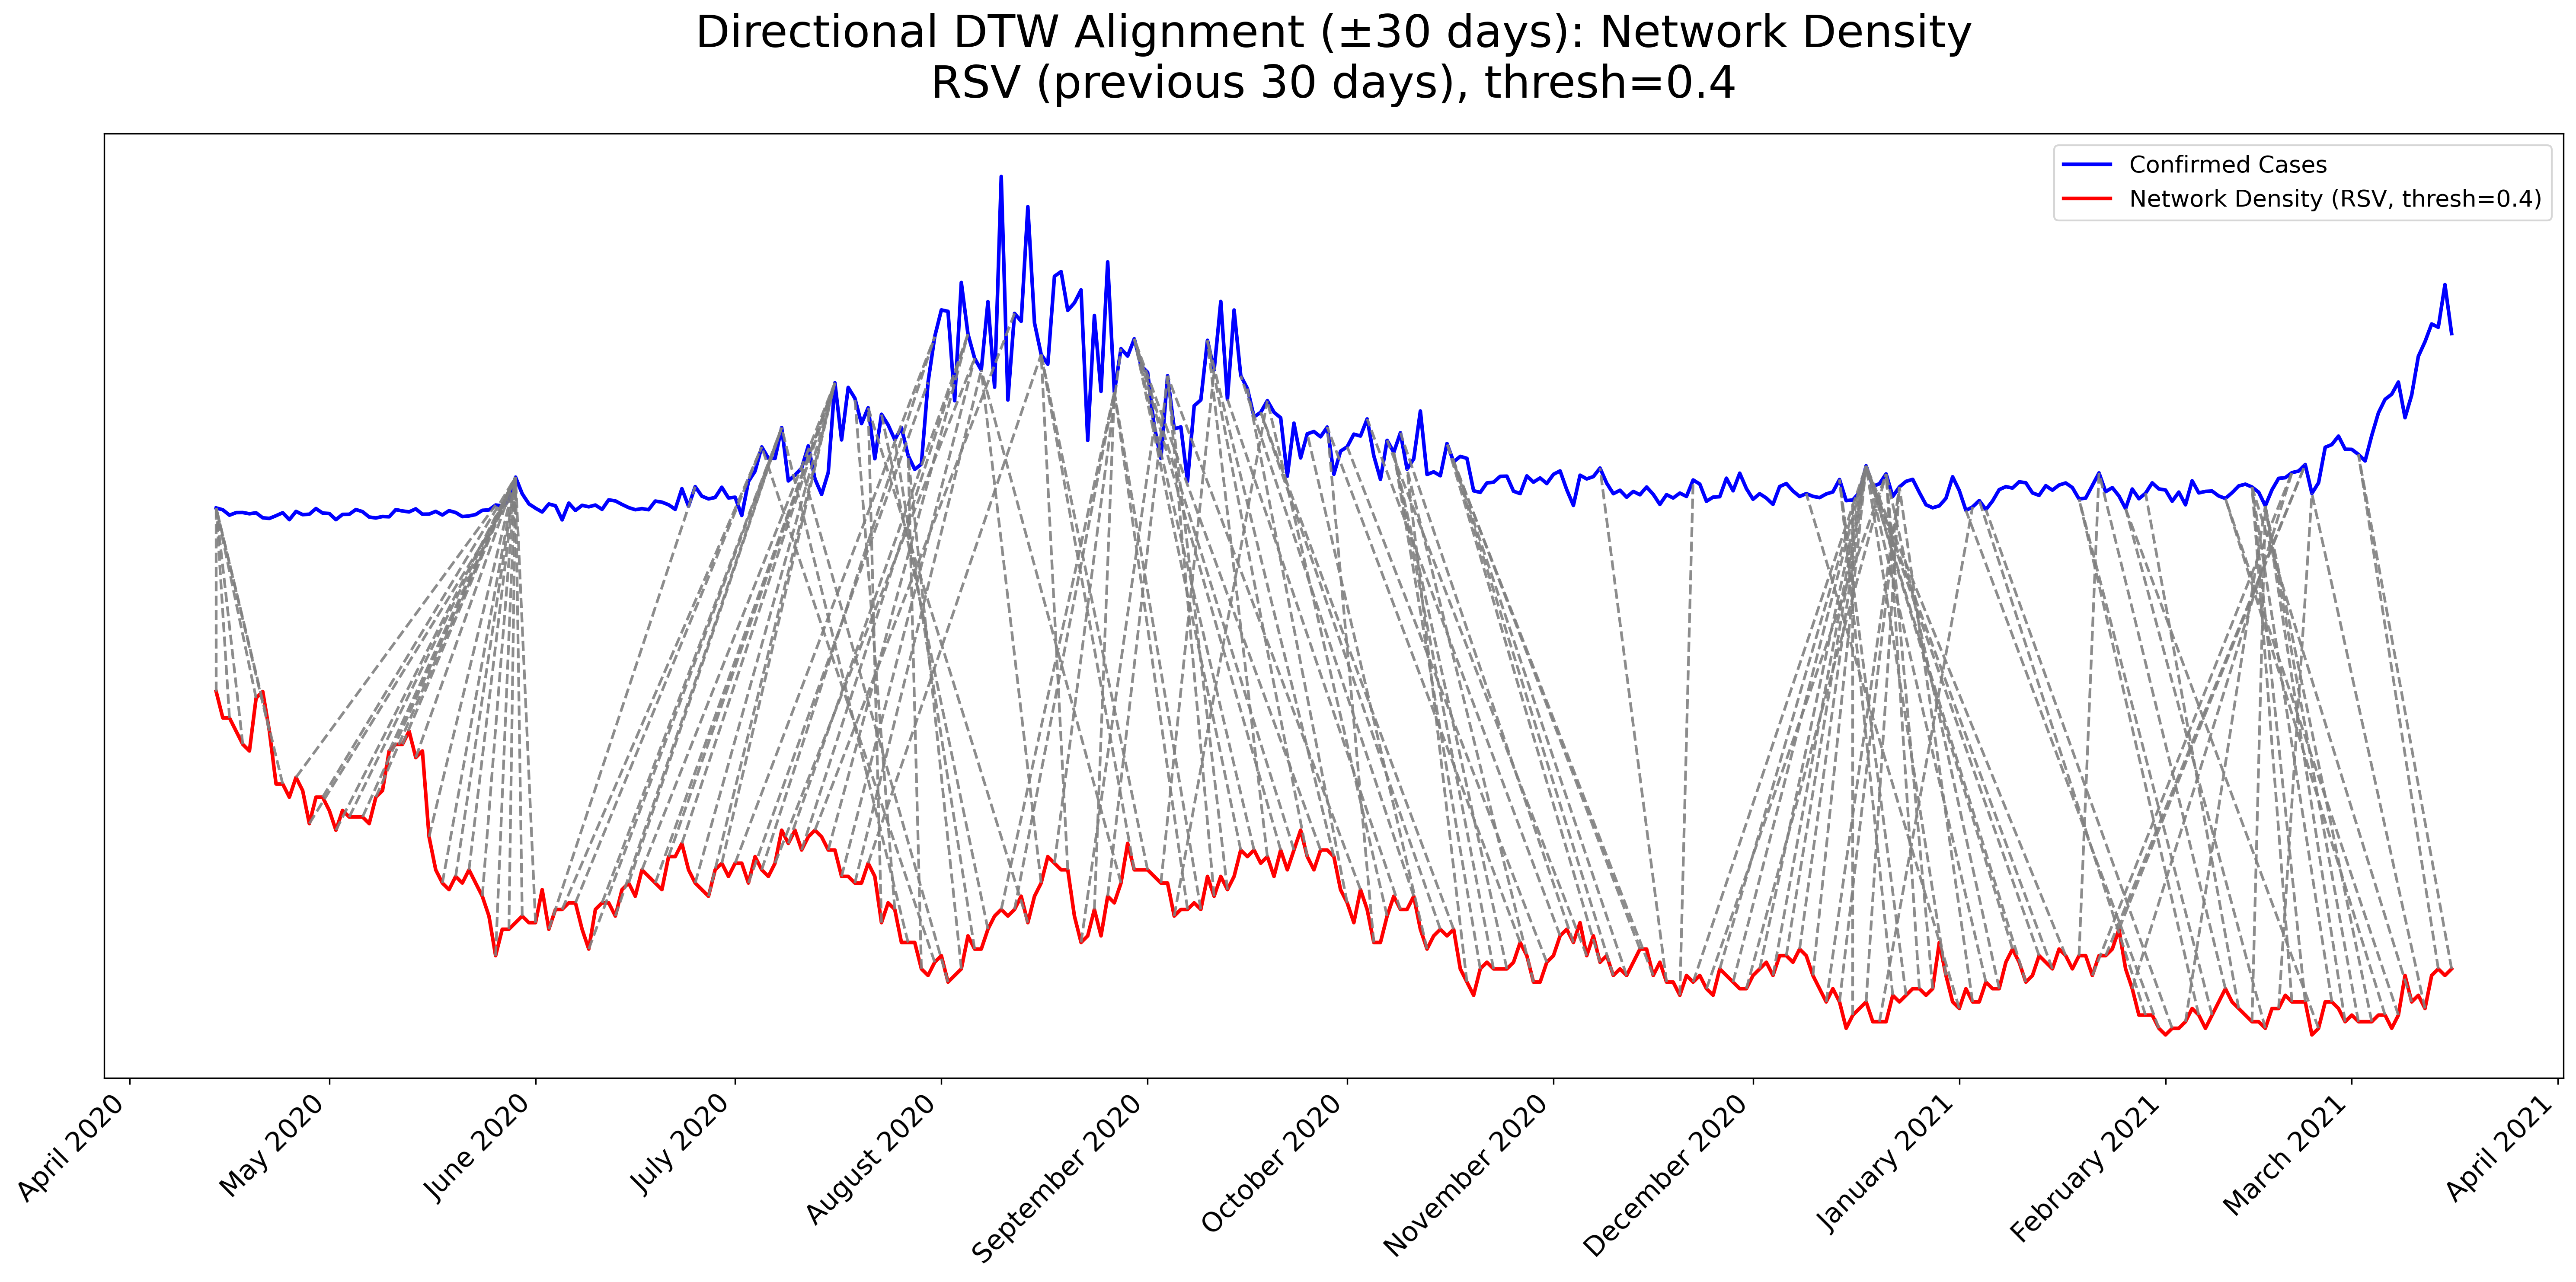 Directional DTW Alignment (±30 days): Network Density
RSV (previous 30 days), thresh=0.4
Confirmed Cases
Network Density (RSV, thresh=0.4)
April 2020
May 2020
June 2020
July 2020
August 2020
September 2020
October 2020
November 2020
December 2020
January 2021
February 2021
March 2021
April 2021